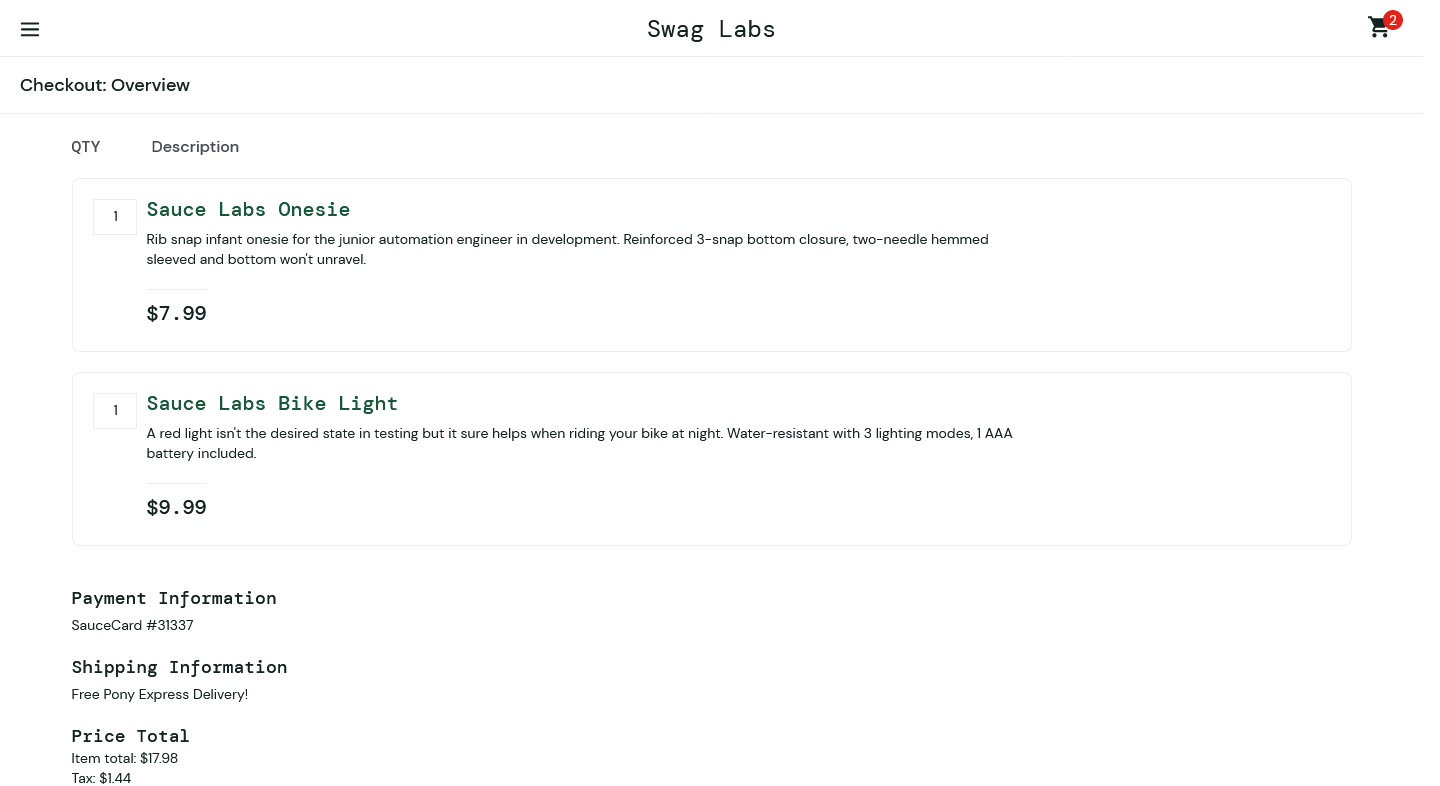 Swag Labs
2
Checkout: Overview
QTY Description
1
Sauce Labs Onesie
Rib snap infant onesie for the junior automation engineer in development. Reinforced 3-snap bottom closure, two-needle hemmed
sleeved and bottom won't unravel.
$7.99
1
Sauce Labs Bike Light
A red light isn't the desired state in testing but it sure helps when riding your bike at night. Water-resistant with 3 lighting modes, 1 AAA
battery included.
$9.99
Payment Information
SauceCard #31337
Shipping Information
Free Pony Express Delivery!
Price Total
Item total: $17.98
Tax: $1.44